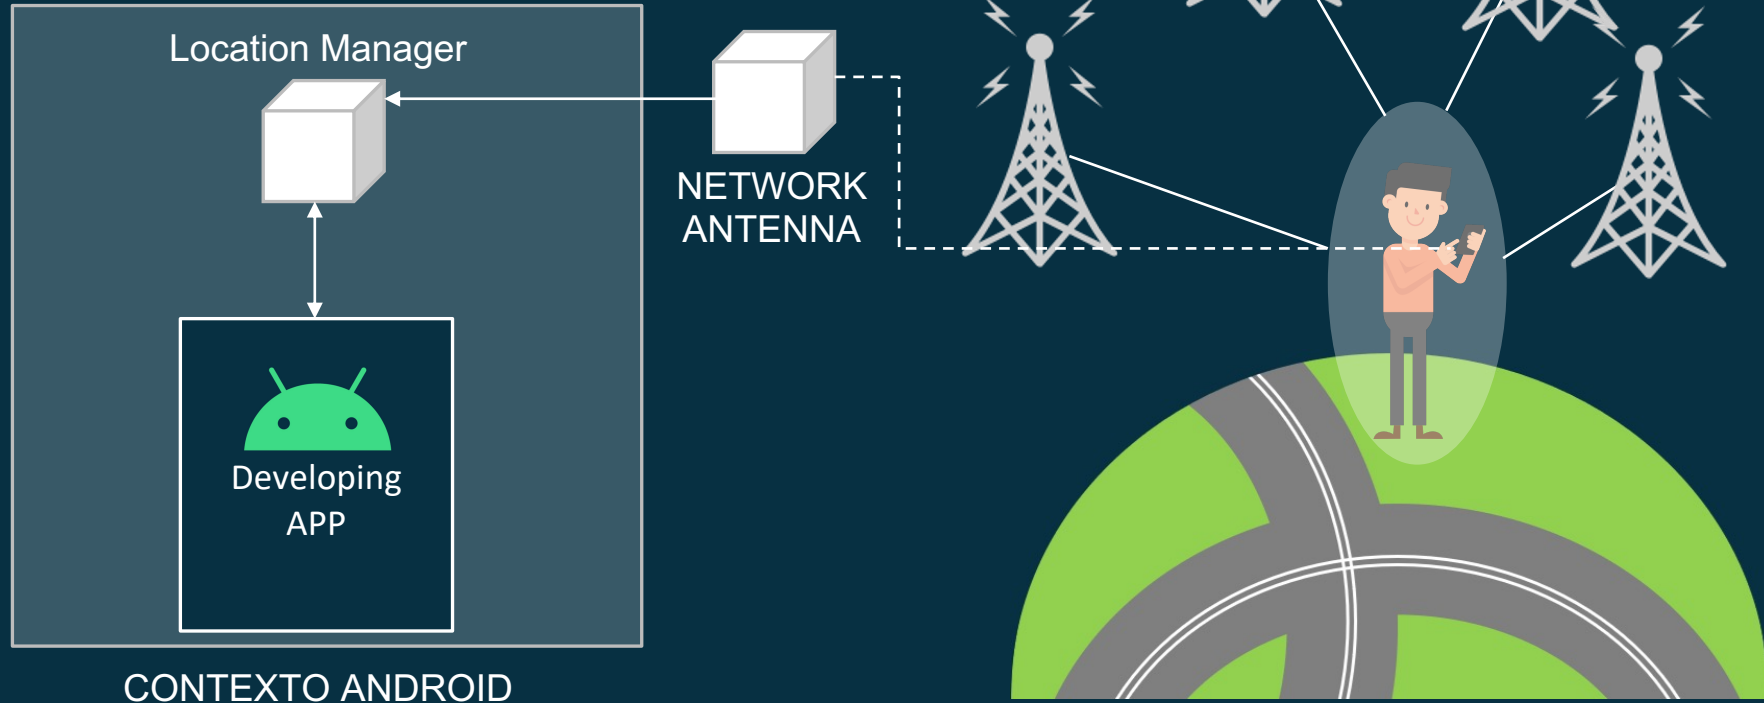 Location Manager
NETWORK
ANTENNA
Developing
APP
CONTEXTO ANDROID